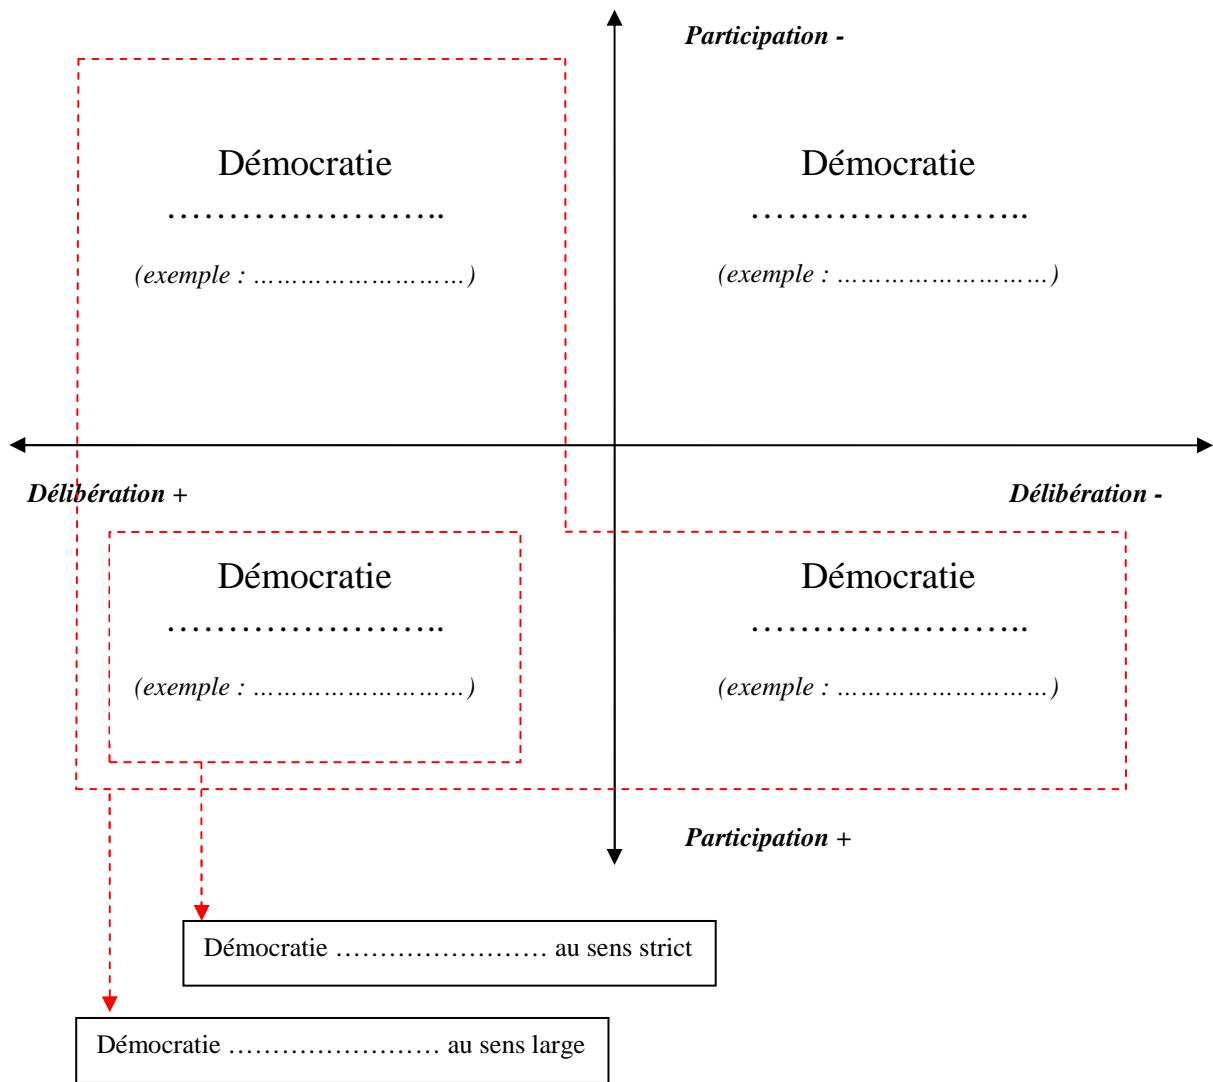 Participation -
Démocratie
……………………..
(exemple : ………………………)
Démocratie
……………………..
(exemple : ………………………)
Délibération +
Délibération -
Démocratie
……………………..
(exemple : ………………………)
Démocratie
……………………..
(exemple : ………………………)
Participation +
Démocratie …………………… au sens strict
Démocratie …………………… au sens large